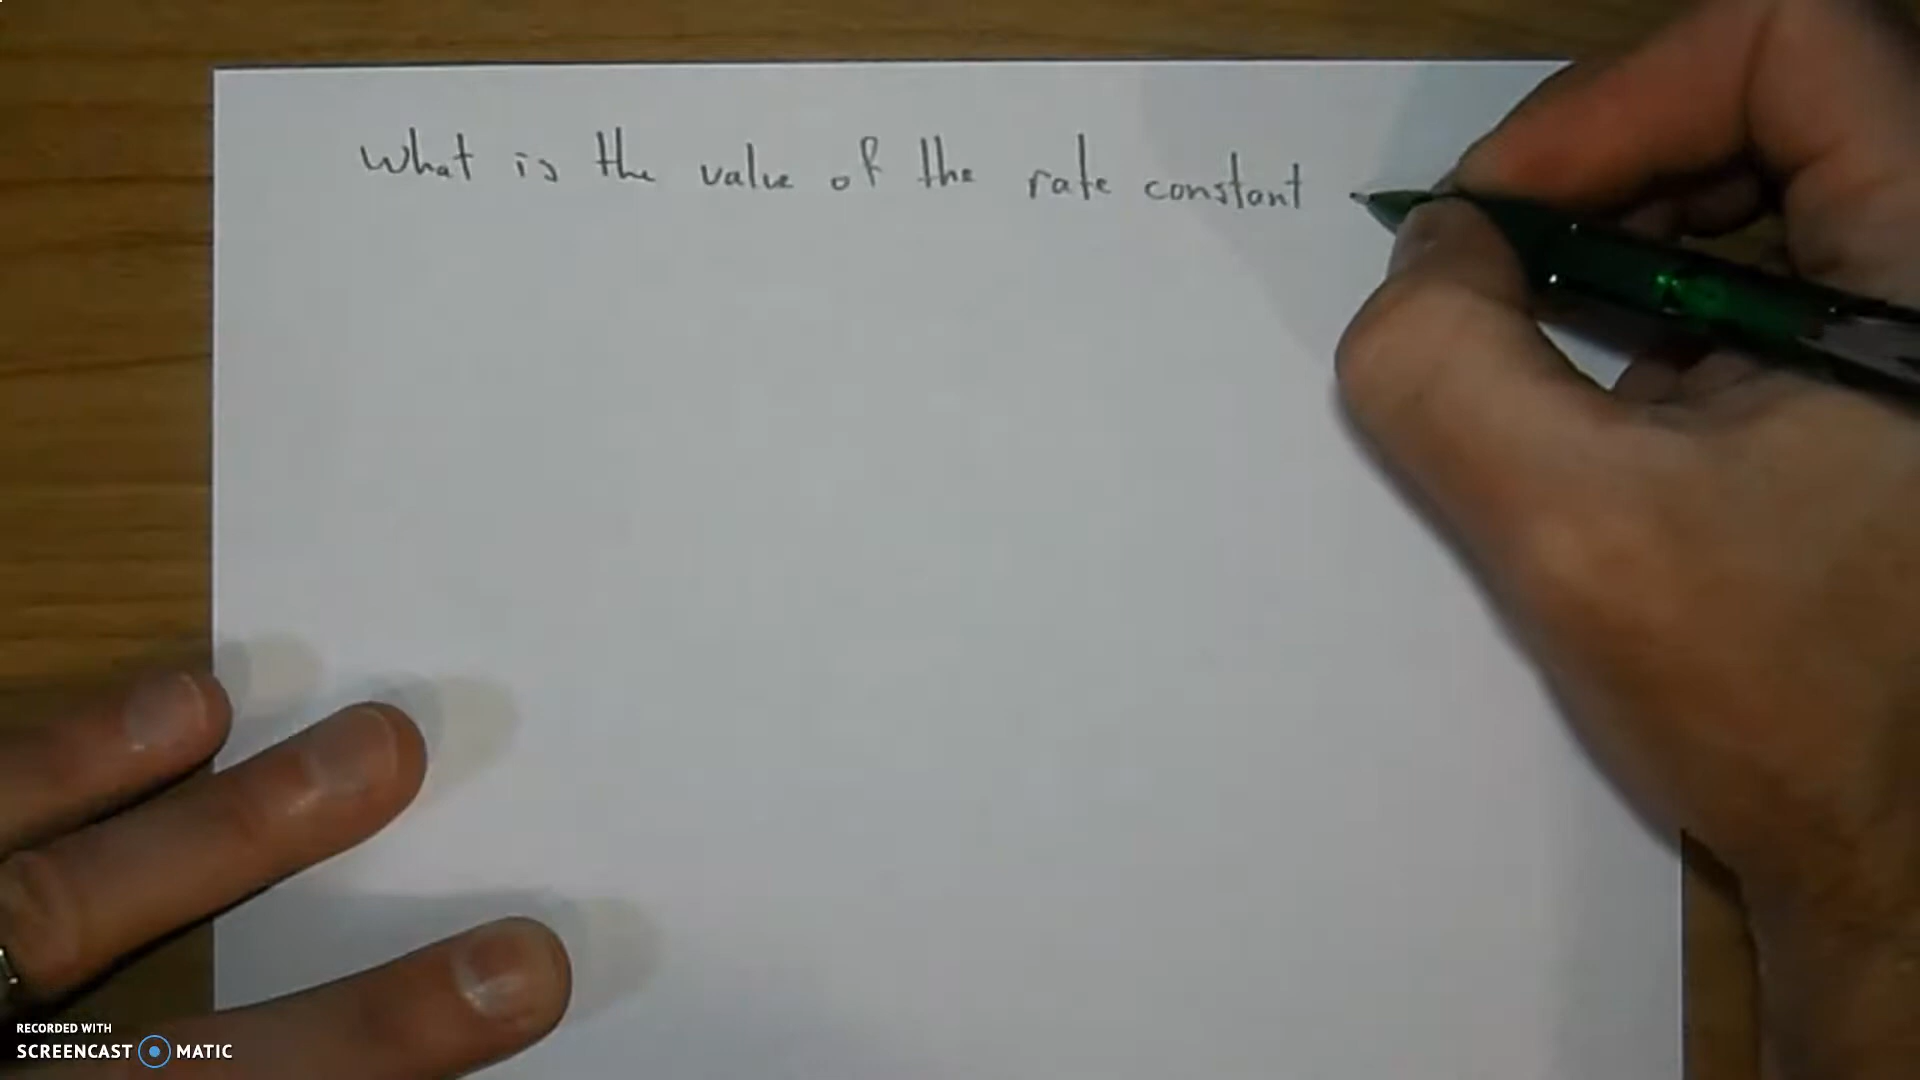 What is the value of the rate constant
RECORDED WITH
SCREENCAST MATIC